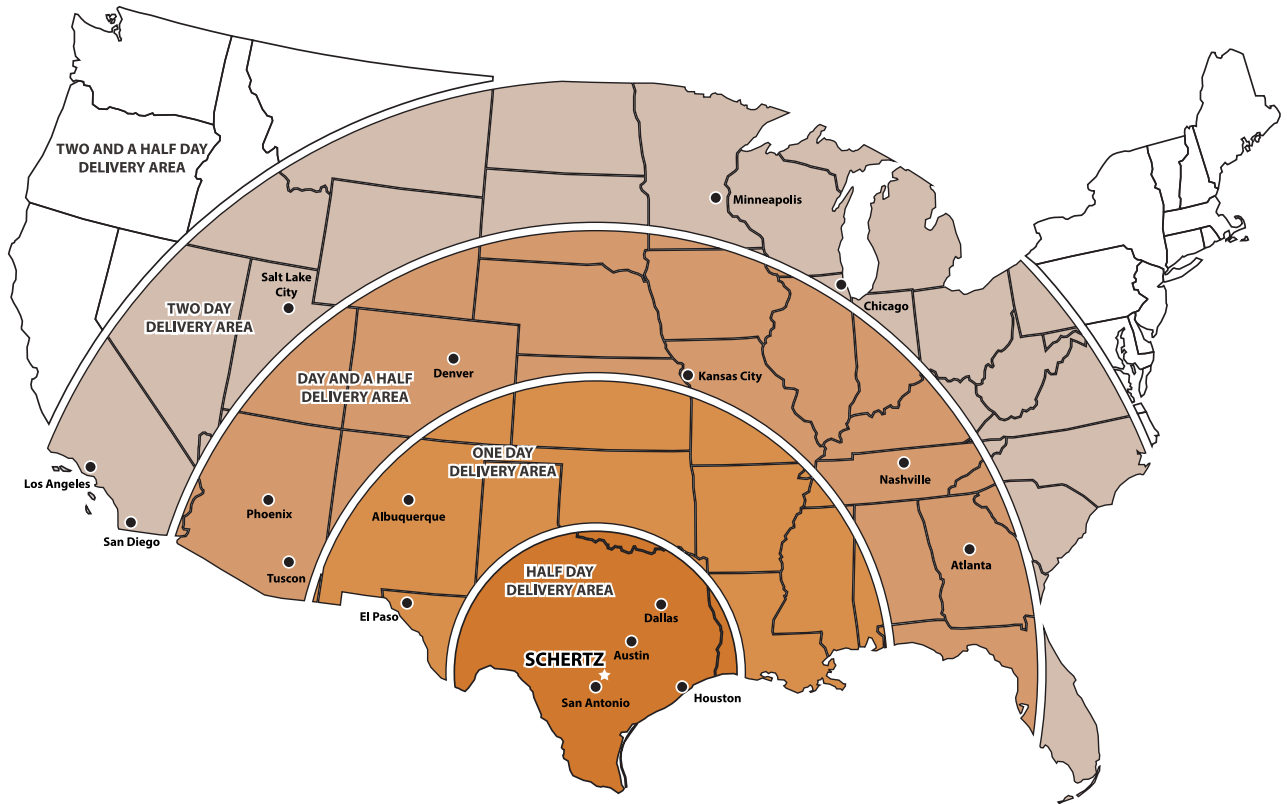 TWO AND A HALF DAY
DELIVERY AREA
Minneapolis
Salt Lake
City
TWO DAY
DELIVERY AREA
Chicago
Denver
DAY AND A HALF
DELIVERY AREA
Kansas City
ONE DAY
DELIVERY AREA
Los Angeles
Nashville
Phoenix
Albuquerque
San Diego
Tuscon
HALF DAY
DELIVERY AREA
Atlanta
El Paso
Dallas
Austin
SCHERTZ
San Antonio
Houston